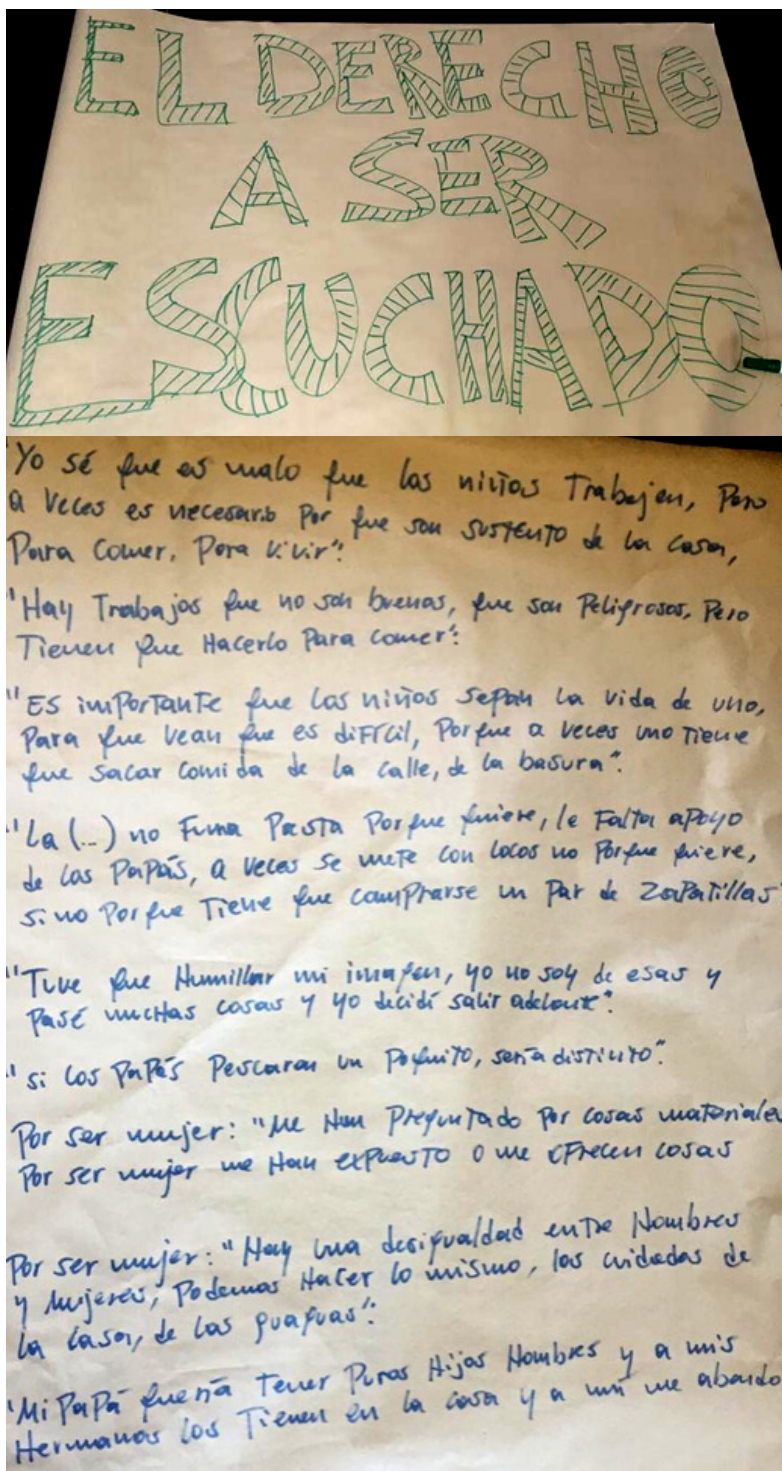 EL DERECHO
A SER
ESCUCHADO
"Yo sé que es malo que los niños Trabajen, Pero
a Veces es necesario Por que son SUSTENTO de la casa,
Para Comer, Para Vivir".
"Hay Trabajos que no son buenos, que son Peligrosos, Pero
Tienen que Hacerlo Para comer".
"ES imPorTanTe que Los niños sepan la vida de uno,
Para que vean que es diFÍCil, Porque a veces uno Tiene
que sacar comida de la calle, de la basura".
"La (...) no Fuma Pasta Porque quiere, le Falta aPoyo
de los PaPás, a veces se mete con locos no Porque quiere,
sino Porque Tiene que comprarse un Par de ZaPaTillas"
"Tuve que Humillar mi imagen, yo no soy de esas y
Pasé muchas cosas y yo decidí salir adelante".
"si los PaPás Pescaran un Poquito, sería disTinTo".
Por ser mujer: "Me Han PregunTado Por cosas maTeriales
Por ser mujer me Han exPuesTo o me oFrecen cosas
Por ser mujer: "Hay una desigualdad enTre Hombres
y Mujeres, Podemos Hacer lo mismo, los cuidados de
la casa, de las guaguas".
"Mi PaPá quería Tener Puros Hijos Hombres y a mis
Hermanos los Tienen en la casa y a mí me abando